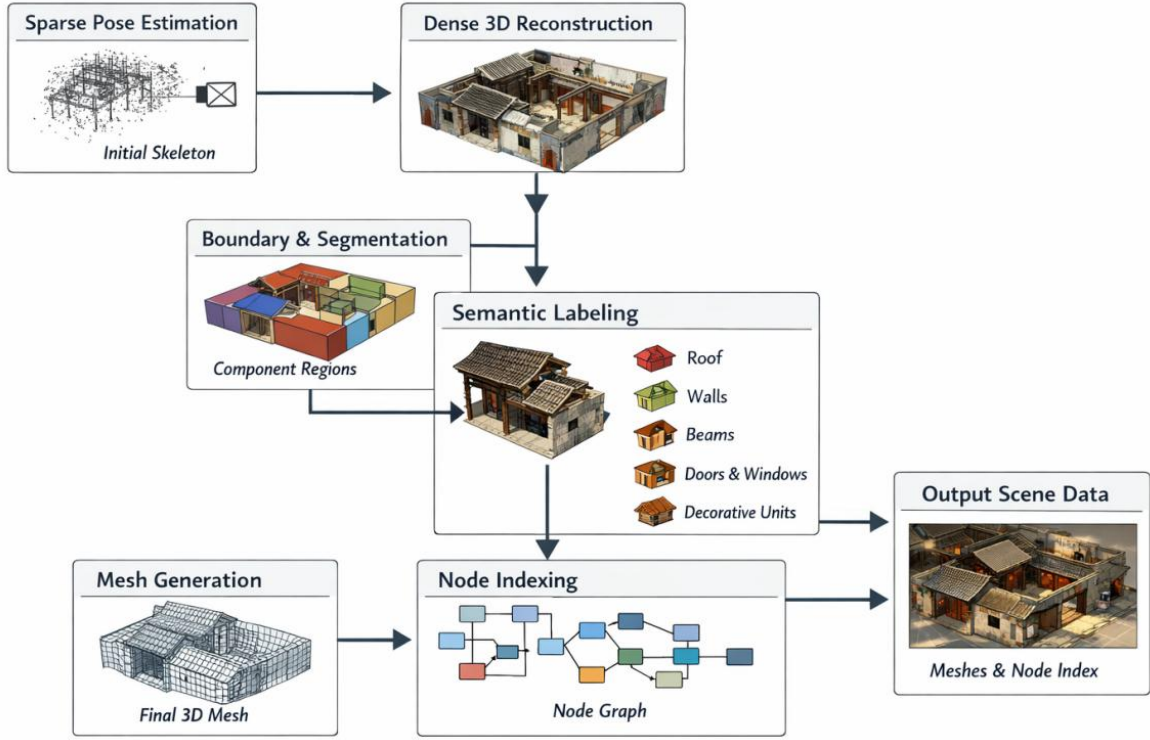 Sparse Pose Estimation
Initial Skeleton
Dense 3D Reconstruction
Boundary & Segmentation
Component Regions
Semantic Labeling
Roof
Walls
Beams
Doors & Windows
Decorative Units
Output Scene Data
Meshes & Node Index
Mesh Generation
Final 3D Mesh
Node Indexing
Node Graph